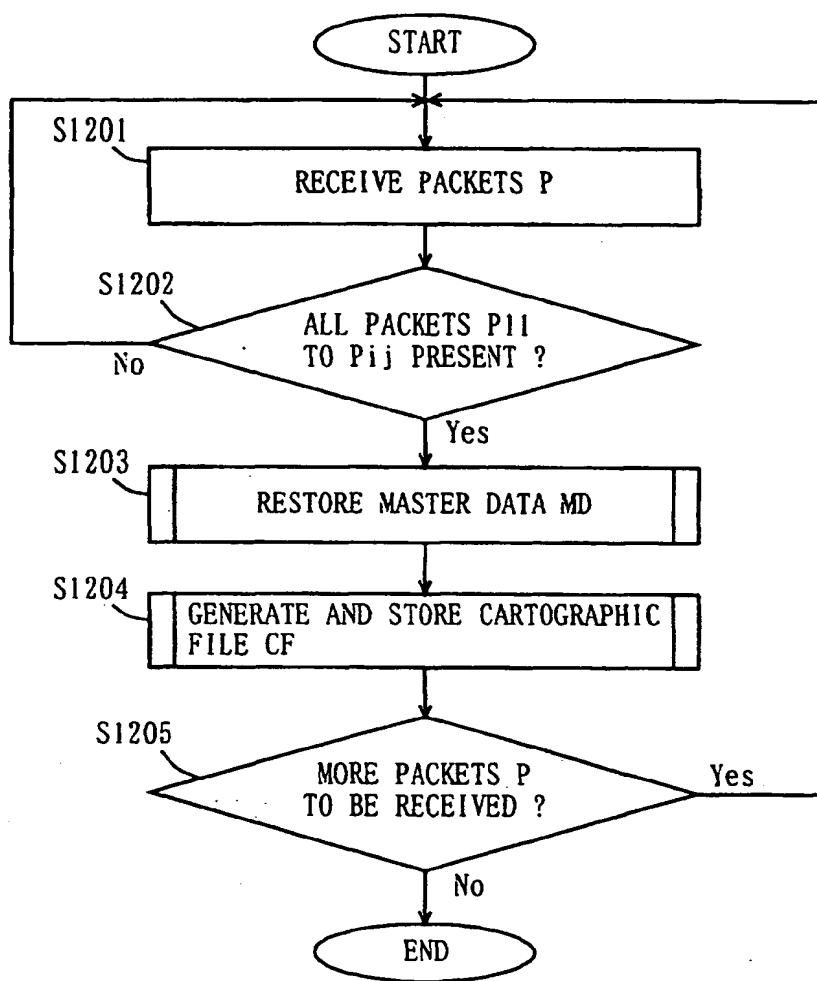 START
S1201
RECEIVE PACKETS P
S1202
ALL PACKETS P11
TO Pij PRESENT ?
No
Yes
S1203
RESTORE MASTER DATA MD
S1204
GENERATE AND STORE CARTOGRAPHIC
FILE CF
S1205
MORE PACKETS P
TO BE RECEIVED ?
Yes
No
END